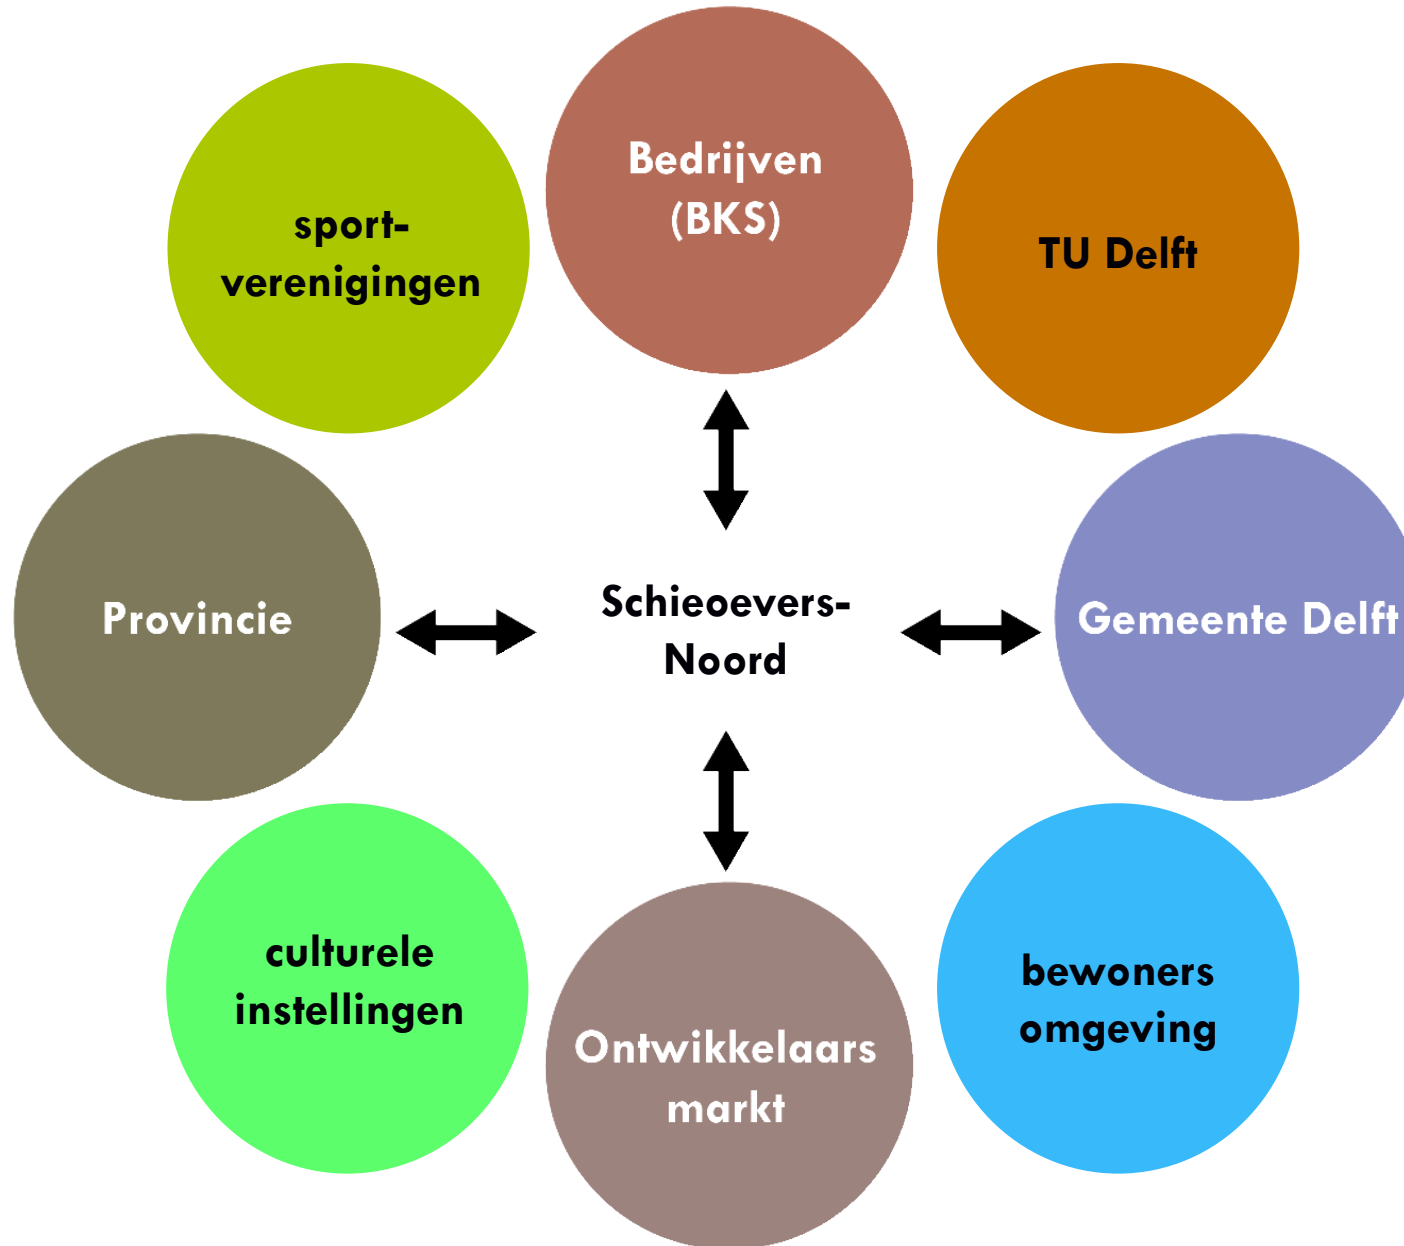 Bedrijven
(BKS)
sport-
verenigingen
TU Delft
Provincie
Schieoevers-
Noord
Gemeente Delft
culturele
instellingen
bewoners
omgeving
Ontwikkelaars
markt